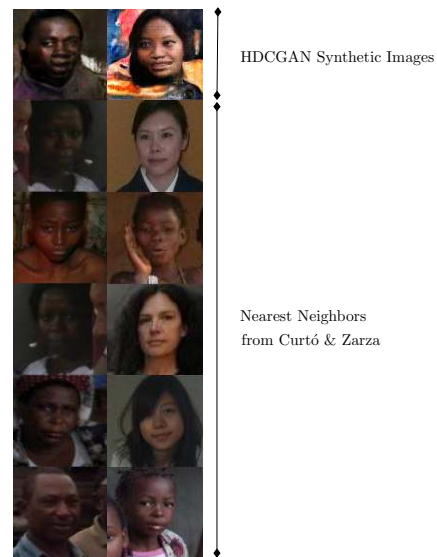 HDCGAN Synthetic Images
Nearest Neighbors
from Curtó & Zarza